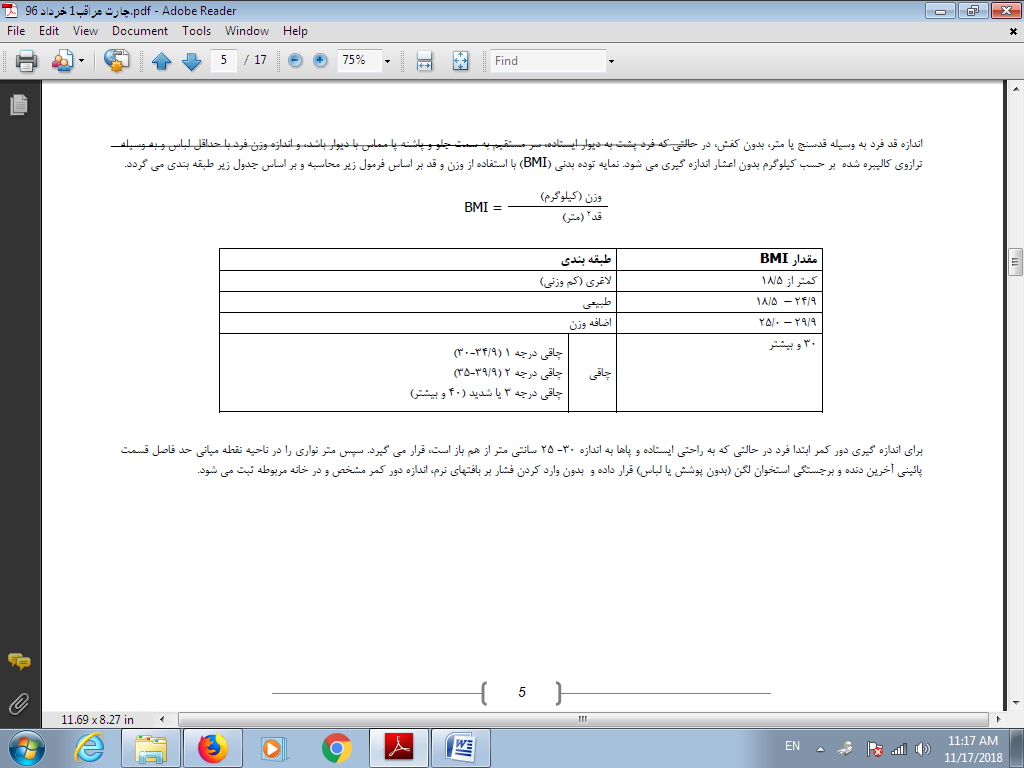 چارت مراقب1 خرداد 96.pdf - Adobe Reader
File Edit View Document Tools Window Help
5 / 17 75% Find
اندازه قد فرد به وسیله قدسنج یا متر، بدون کفش، در حالتی که فرد پشت به دیوار ایستاده، سر مستقیم به سمت جلو و پاشنه پا مماس با دیوار باشد، و اندازه وزن فرد با حداقل لباس و به وسیله
ترازوی کالیبره شده بر حسب کیلوگرم بدون اعشار اندازه گیری می شود. نمایه توده بدنی (BMI) با استفاده از وزن و قد بر اساس فرمول زیر محاسبه و بر اساس جدول زیر طبقه بندی می گردد.
وزن (کیلوگرم)
BMI =
قد۲ (متر)
مقدار BMI طبقه بندی
کمتر از ۱۸/۵ لاغری (کم وزنی)
۱۸/۵ – ۲۴/۹ طبیعی
۲۵/۰ – ۲۹/۹ اضافه وزن
۳۰ و بیشتر
چاقی
چاقی درجه ۱ (۳۰-۳۴/۹)
چاقی درجه ۲ (۳۵-۳۹/۹)
چاقی درجه ۳ یا شدید (۴۰ و بیشتر)
برای اندازه گیری دور کمر ابتدا فرد در حالتی که به راحتی ایستاده و پاها به اندازه ۳۰- ۲۵ سانتی متر از هم باز است، قرار می گیرد. سپس متر نواری را در ناحیه نقطه میانی حد فاصل قسمت
پائینی آخرین دنده و برجستگی استخوان لگن (بدون پوشش یا لباس) قرار داده و بدون وارد کردن فشار بر بافتهای نرم، اندازه دور کمر مشخص و در خانه مربوطه ثبت می شود.
5
11.69 x 8.27 in
EN
11:17 AM
11/17/2018